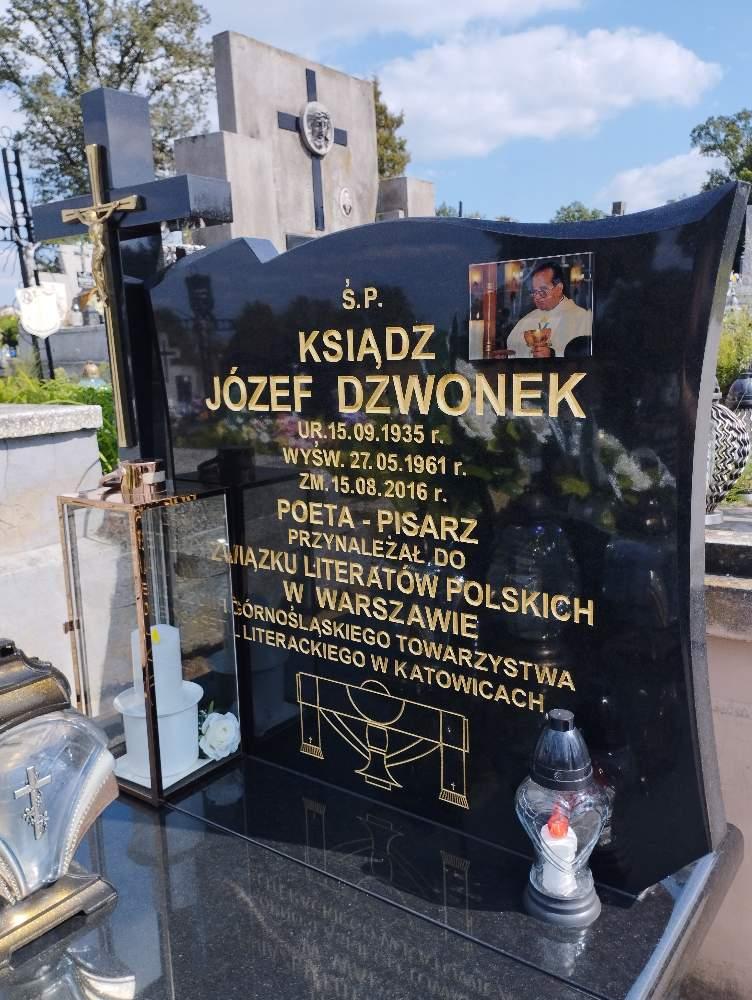 Ś.P.
KSIĄDZ
JÓZEF DZWONEK
UR.15.09.1935 r.
WYŚW. 27.05.1961 r.
ZM.15.08.2016 r.
POETA - PISARZ
PRZYNALEŻAŁ DO
ZWIĄZKU LITERATÓW POLSKICH
W WARSZAWIE
GÓRNOŚLĄSKIEGO TOWARZYSTWA
LITERACKIEGO W KATOWICACH